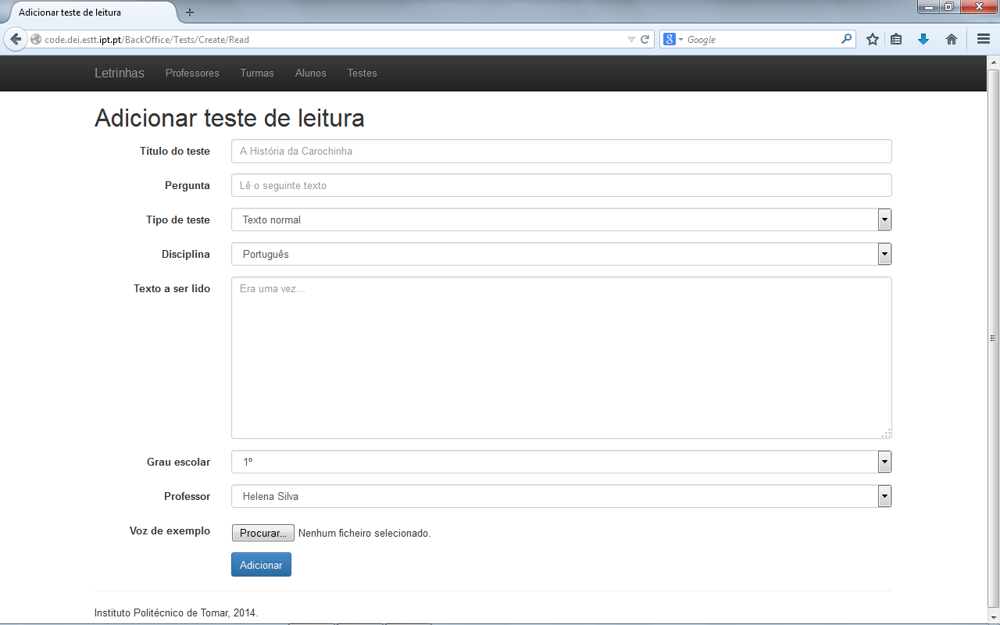 Adicionar teste de leitura
code.dei.estt.ipt.pt/BackOffice/Tests/Create/Read
Google
Letrinhas Professores Turmas Alunos Testes
Adicionar teste de leitura
Título do teste A História da Carochinha
Pergunta Lê o seguinte texto
Tipo de teste Texto normal
Disciplina Português
Texto a ser lido Era uma vez...
Grau escolar 1º
Professor Helena Silva
Voz de exemplo Procurar... Nenhum ficheiro selecionado.
Adicionar
Instituto Politécnico de Tomar, 2014.